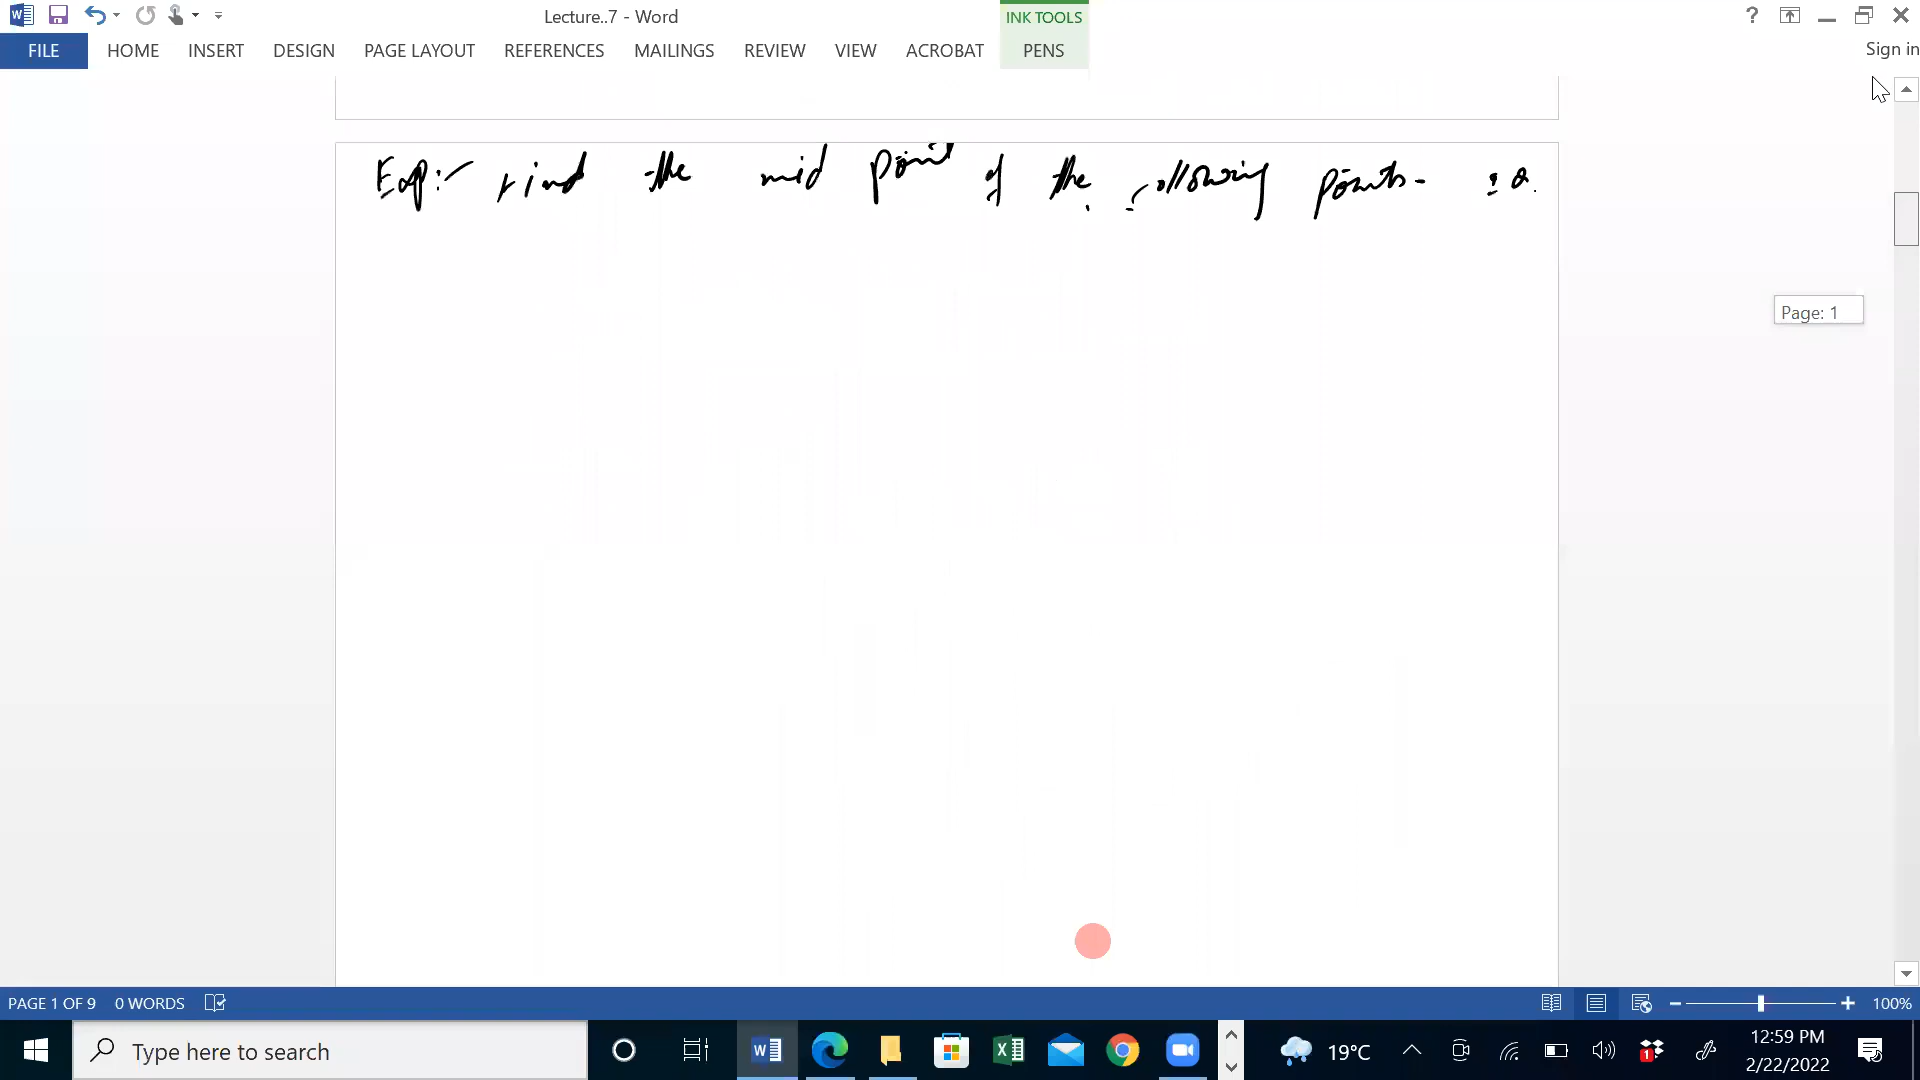 Lecture..7 - Word
INK TOOLS
?
FILE HOME INSERT DESIGN PAGE LAYOUT REFERENCES MAILINGS REVIEW VIEW ACROBAT PENS
Sign in
Exp:- Find the mid point of the following points-
Page: 1
PAGE 1 OF 9 0 WORDS
100%
Type here to search
19°C
1
12:59 PM
2/22/2022